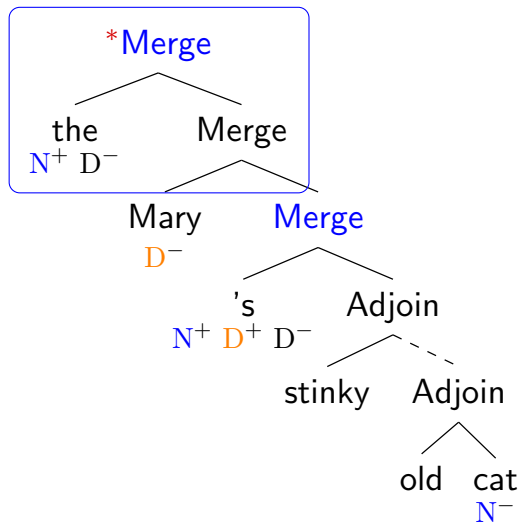 *Merge
the Merge
N⁺ D⁻
Mary Merge
D⁻
's Adjoin
N⁺ D⁺ D⁻
stinky Adjoin
old cat
N⁻